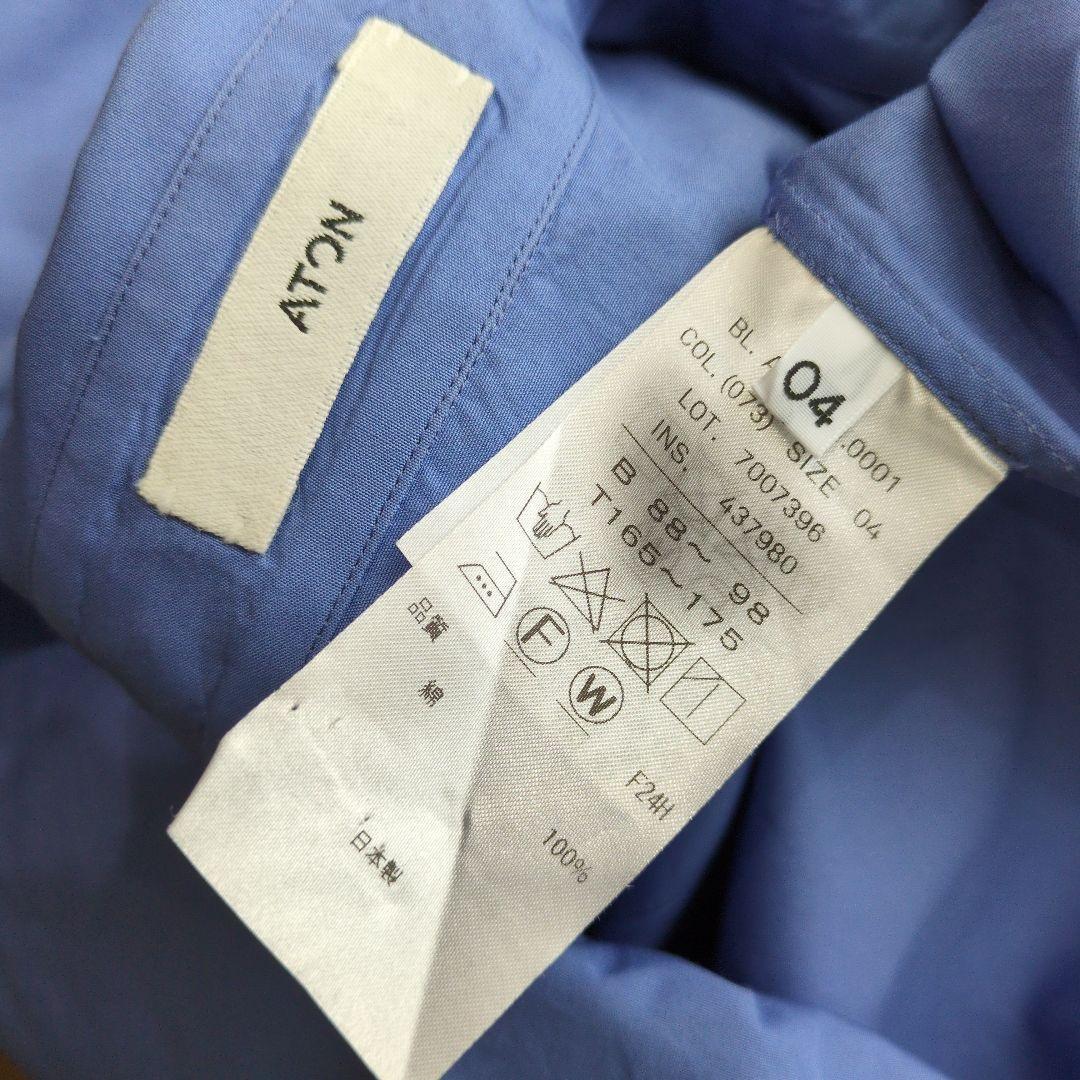 ATON
04
BL. A .0001
COL. (073) SIZE 04
LOT. 7007396
INS. 437980
B 88～ 98
T165～175
F
W
F24H
品質
綿 100%
日本製